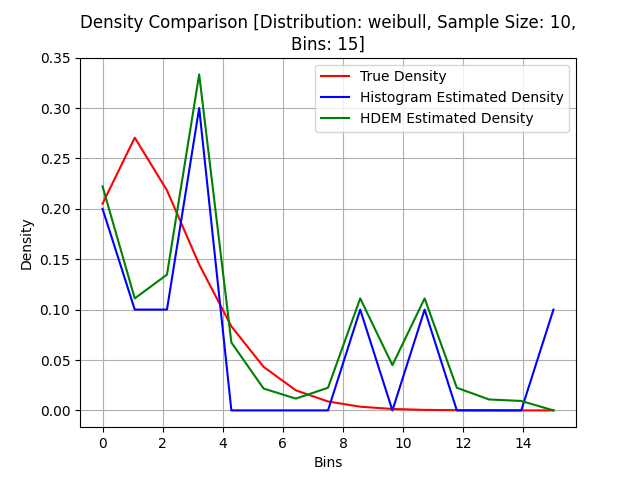 Density Comparison [Distribution: weibull, Sample Size: 10,
Bins: 15]
True Density
Histogram Estimated Density
HDEM Estimated Density
Density
0.35
0.30
0.25
0.20
0.15
0.10
0.05
0.00
0 2 4 6 8 10 12 14
Bins